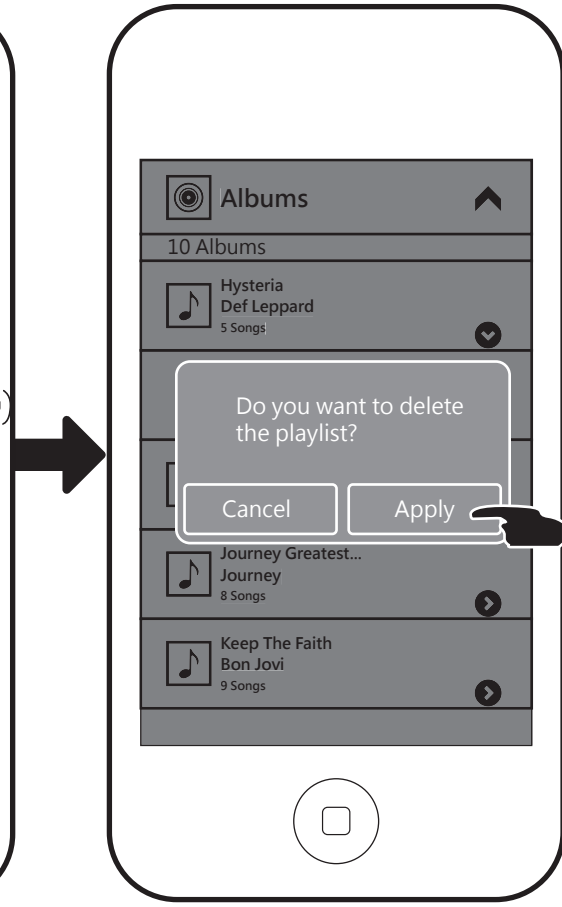 Albums
10 Albums
Hysteria
Def Leppard
5 Songs
Do you want to delete
the playlist?
Cancel
Apply
Journey Greatest...
Journey
8 Songs
Keep The Faith
Bon Jovi
9 Songs